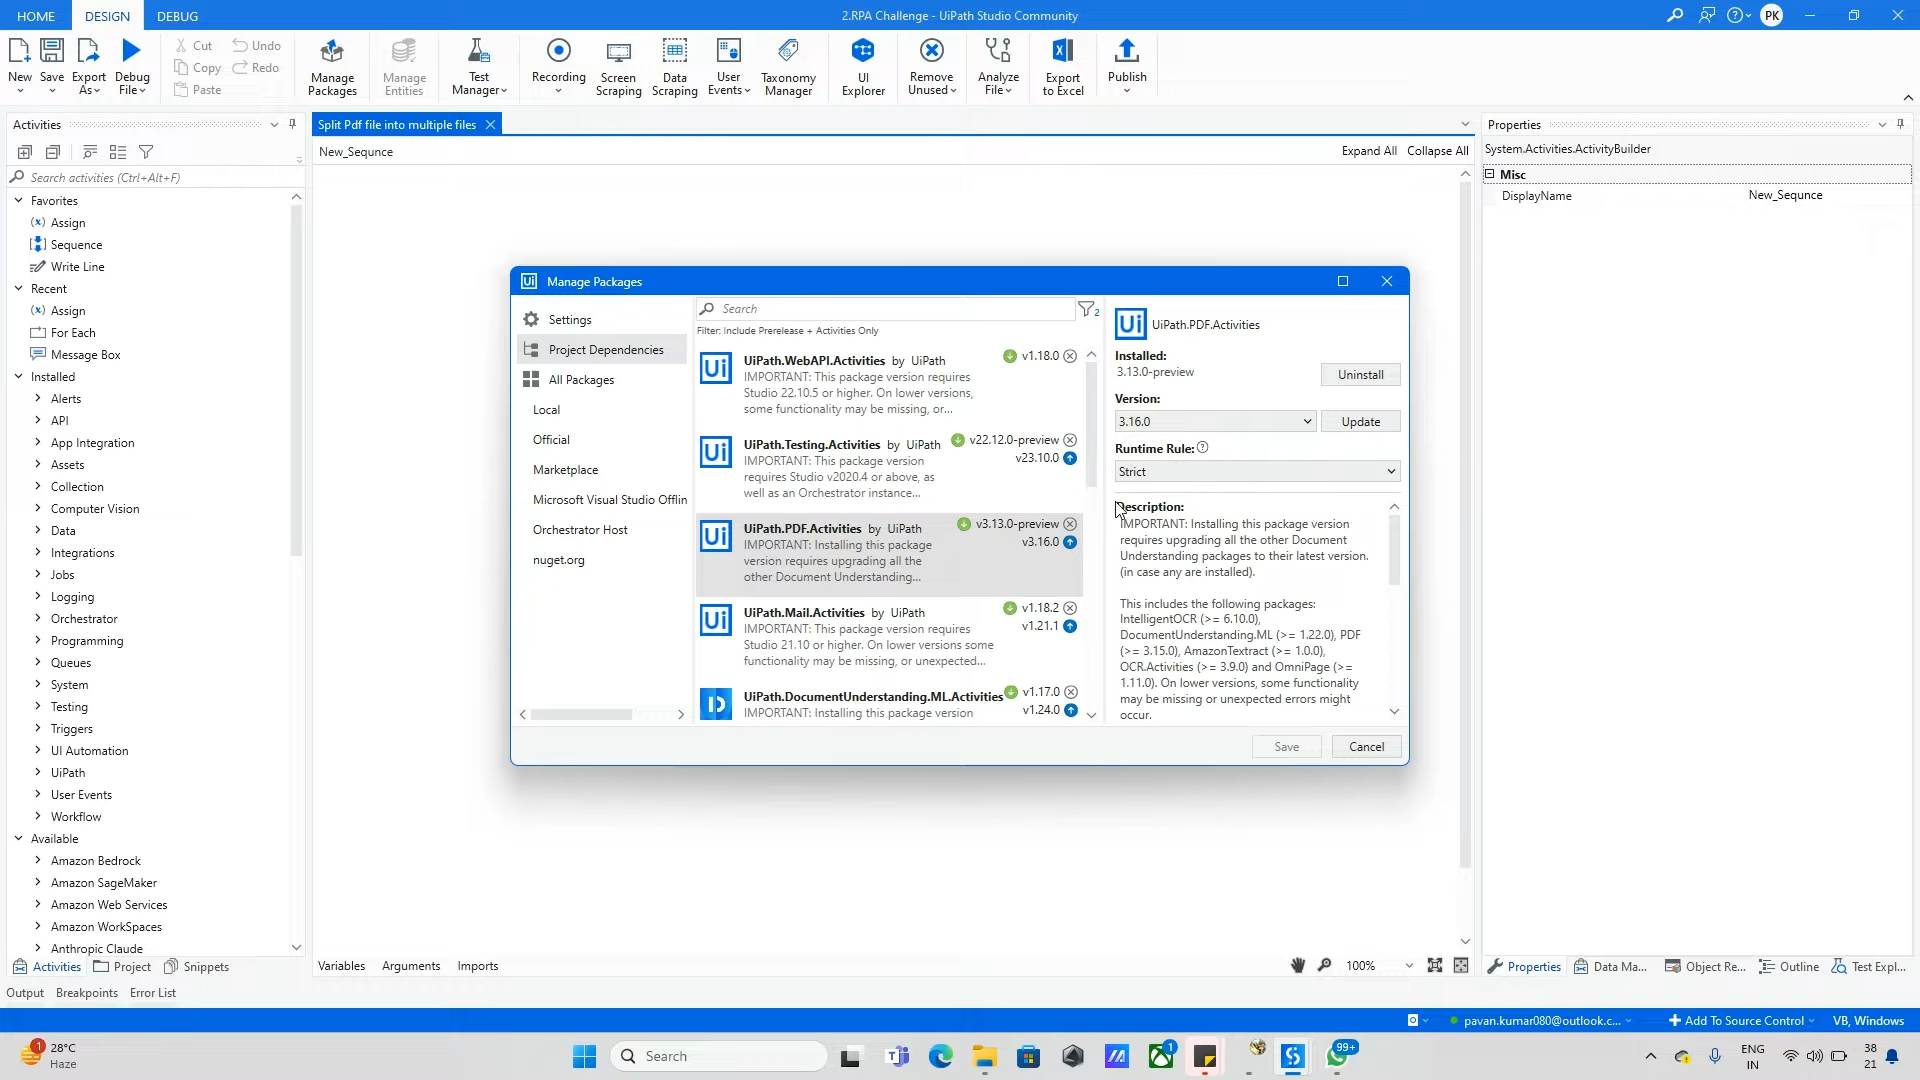 HOME DESIGN DEBUG
2.RPA Challenge - UiPath Studio Community
PK
New
Save
Export As
Debug File
Cut
Copy
Paste
Undo
Redo
Manage Packages
Manage Entities
Test Manager
Recording
Screen Scraping
Data Scraping
User Events
Taxonomy Manager
UI Explorer
Remove Unused
Analyze File
Export to Excel
Publish
Activities
Search activities (Ctrl+Alt+F)
Favorites
Assign
Sequence
Write Line
Recent
Assign
For Each
Message Box
Installed
Alerts
API
App Integration
Assets
Collection
Computer Vision
Data
Integrations
Jobs
Logging
Orchestrator
Programming
Queues
System
Testing
Triggers
UI Automation
UiPath
User Events
Workflow
Available
Amazon Bedrock
Amazon SageMaker
Amazon Web Services
Amazon WorkSpaces
Anthropic Claude
Activities Project Snippets
Output Breakpoints Error List
Split Pdf file into multiple files
New_Sequnce
Expand All Collapse All
Manage Packages
Settings
Project Dependencies
All Packages
Local
Official
Marketplace
Microsoft Visual Studio Offlin
Orchestrator Host
nuget.org
Search
2
Filter: Include Prerelease + Activities Only
Ui UiPath.WebAPI.Activities by UiPath v1.18.0
IMPORTANT: This package version requires
Studio 22.10.5 or higher. On lower versions,
some functionality may be missing, or...
Ui UiPath.Testing.Activities by UiPath v22.12.0-preview
IMPORTANT: This package version v23.10.0
requires Studio v2020.4 or above, as
well as an Orchestrator instance...
Ui UiPath.PDF.Activities by UiPath v3.13.0-preview
IMPORTANT: Installing this package v3.16.0
version requires upgrading all the
other Document Understanding...
Ui UiPath.Mail.Activities by UiPath v1.18.2
IMPORTANT: This package version requires v1.21.1
Studio 21.10 or higher. On lower versions some
functionality may be missing, or unexpected...
UiPath.DocumentUnderstanding.ML.Activities v1.17.0
IMPORTANT: Installing this package version v1.24.0
Ui UiPath.PDF.Activities
Installed:
3.13.0-preview
Uninstall
Version:
3.16.0
Update
Runtime Rule:
Strict
Description:
IMPORTANT: Installing this package version
requires upgrading all the other Document
Understanding packages to their latest version.
(in case any are installed).
This includes the following packages:
IntelligentOCR (>= 6.10.0),
DocumentUnderstanding.ML (>= 1.22.0), PDF
(>= 3.15.0), AmazonTextract (>= 1.0.0),
OCR.Activities (>= 3.9.0) and OmniPage (>=
1.11.0). On lower versions, some functionality
may be missing or unexpected errors might
occur.
Save Cancel
Variables Arguments Imports
100%
Properties
System.Activities.ActivityBuilder
Misc
DisplayName New_Sequnce
Properties Data Ma... Object Re... Outline Test Expl...
pavan.kumar080@outlook.c...
Add To Source Control
VB, Windows
1
28°C
Haze
Search
1
99+
ENG
IN
38
21